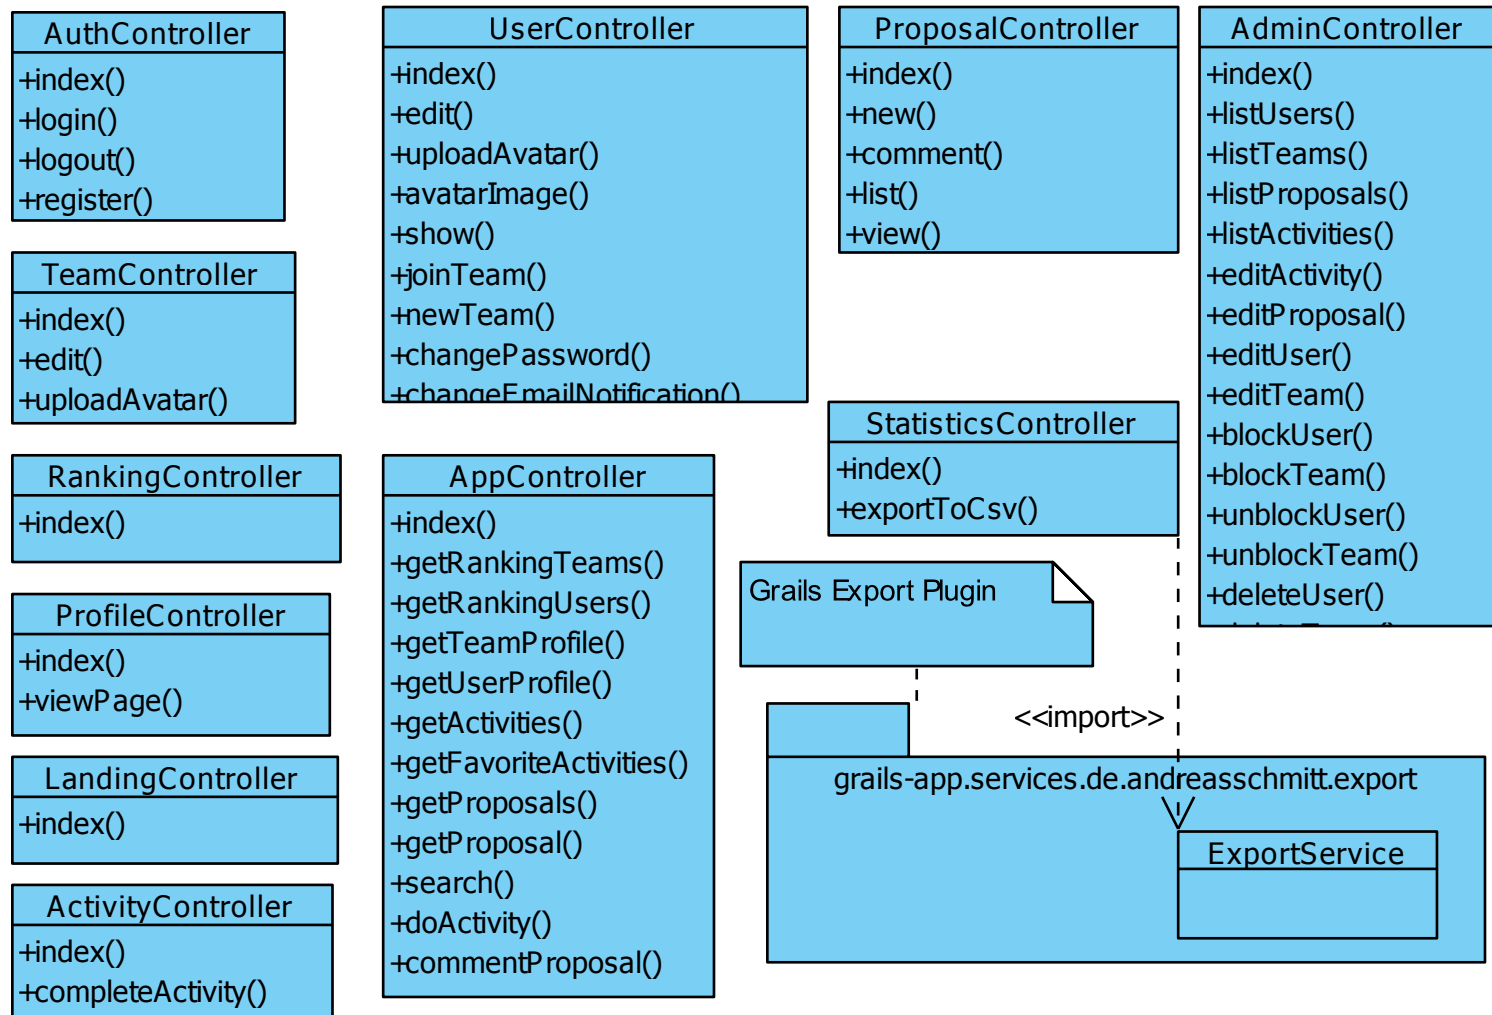 AuthController
+index()
+login()
+logout()
+register()
TeamController
+index()
+edit()
+uploadAvatar()
RankingController
+index()
ProfileController
+index()
+viewPage()
LandingController
+index()
ActivityController
+index()
+completeActivity()
UserController
+index()
+edit()
+uploadAvatar()
+avatarImage()
+show()
+joinTeam()
+newTeam()
+changePassword()
+changeEmailNotification()
AppController
+index()
+getRankingTeams()
+getRankingUsers()
+getTeamProfile()
+getUserProfile()
+getActivities()
+getFavoriteActivities()
+getProposals()
+getProposal()
+search()
+doActivity()
+commentProposal()
ProposalController
+index()
+new()
+comment()
+list()
+view()
StatisticsController
+index()
+exportToCsv()
Grails Export Plugin
<<import>>
grails-app.services.de.andreasschmitt.export
ExportService
AdminController
+index()
+listUsers()
+listTeams()
+listProposals()
+listActivities()
+editActivity()
+editProposal()
+editUser()
+editTeam()
+blockUser()
+blockTeam()
+unblockUser()
+unblockTeam()
+deleteUser()